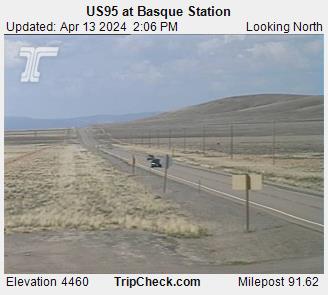 US95 at Basque Station
Updated: Apr 13 2024 2:06 PM Looking North
Elevation 4460 TripCheck.com Milepost 91.62